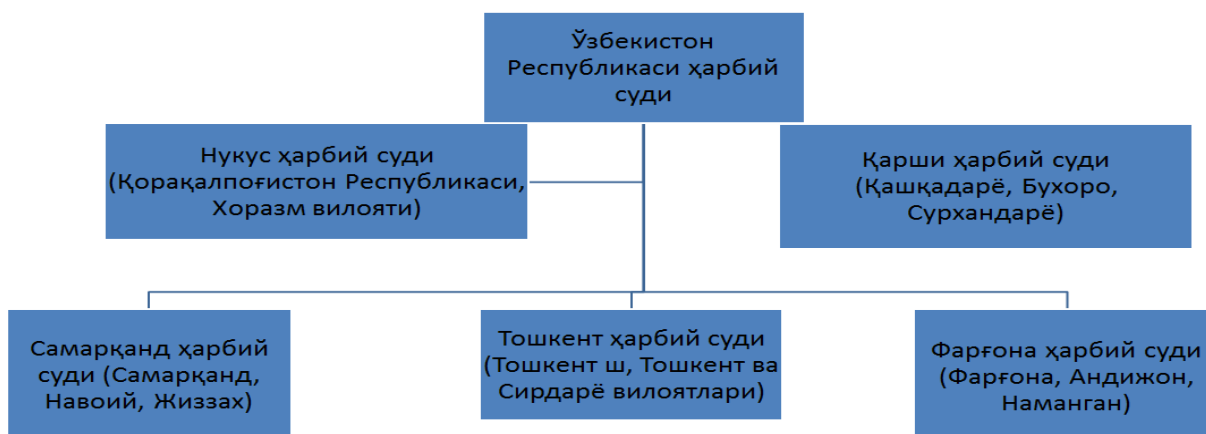 Ўзбекистон
Республикаси ҳарбий
суди
Нукус ҳарбий суди
(Қорақалпоғистон Республикаси,
Хоразм вилояти)
Қарши ҳарбий суди
(Қашқадарё, Бухоро,
Сурхандарё)
Самарқанд ҳарбий
суди (Самарқанд,
Навоий, Жиззах)
Тошкент ҳарбий суди
(Тошкент ш, Тошкент ва
Сирдарё вилоятлари)
Фарғона ҳарбий суди
(Фарғона, Андижон,
Наманган)